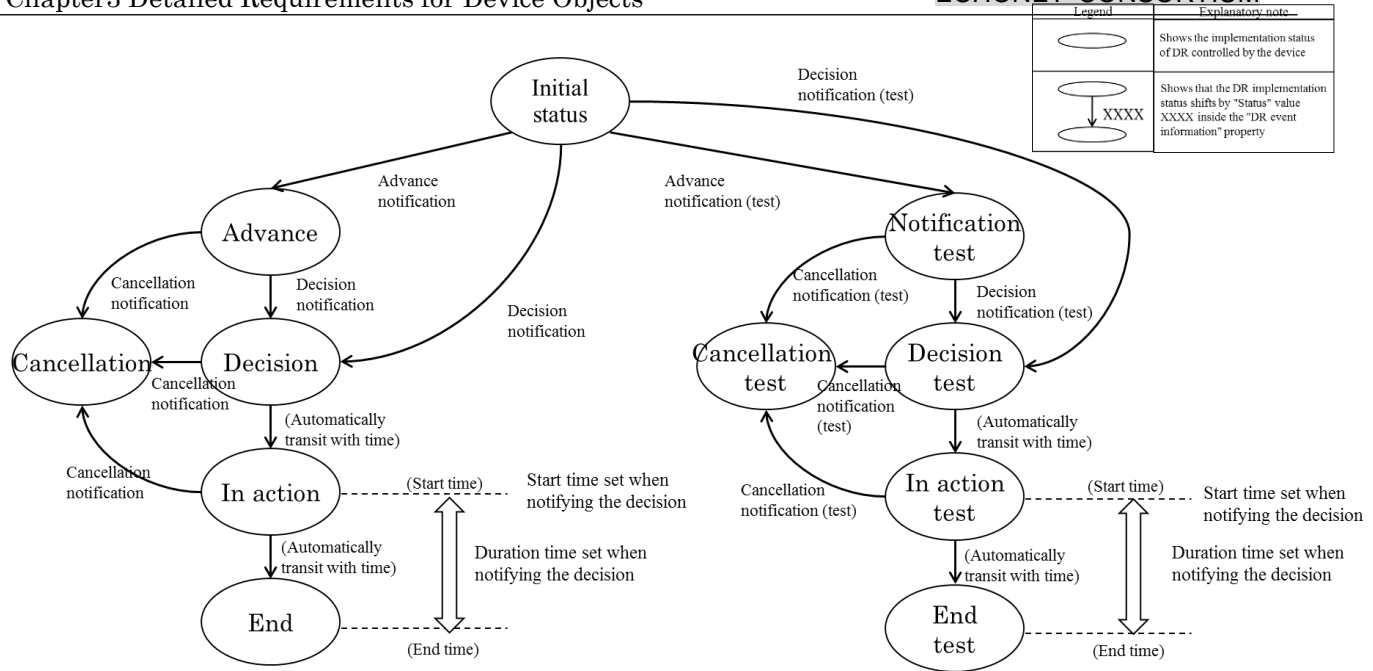 Chapter3 Detailed Requirements for Device Objects
ECHONET CONSORTIUM
Legend
Explanatory note
Shows the implementation status
of DR controlled by the device
XXXX
Shows that the DR implementation
status shifts by "Status" value
XXXX inside the "DR event
information" property
Initial
status
Decision
notification (test)
Advance
notification
Advance
notification (test)
Advance
Notification
test
Cancellation
notification
Decision
notification
Decision
notification
Cancellation
notification (test)
Decision
notification (test)
Cancellation
Decision
Cancellation
test
Decision
test
Cancellation
notification
Cancellation
notification
(test)
(Automatically
transit with time)
(Automatically
transit with time)
Cancellation
notification
In action
(Start time)
Start time set when
notifying the decision
Cancellation
notification (test)
In action
test
(Start time)
Start time set when
notifying the decision
(Automatically
transit with time)
Duration time set when
notifying the decision
(Automatically
transit with time)
Duration time set when
notifying the decision
End
(End time)
End
test
(End time)